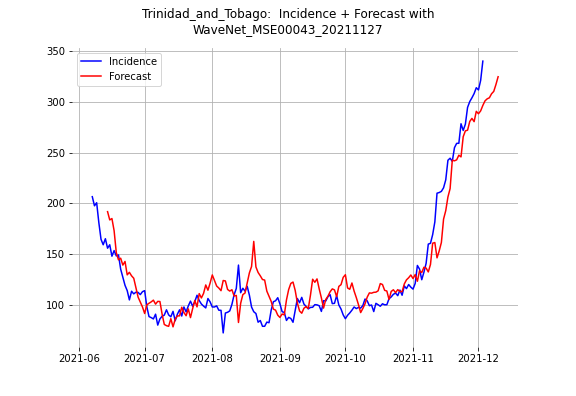 Trinidad_and_Tobago:  Incidence + Forecast with
WaveNet_MSE00043_20211127
Incidence
Forecast
350
300
250
200
150
100
2021-06 2021-07 2021-08 2021-09 2021-10 2021-11 2021-12